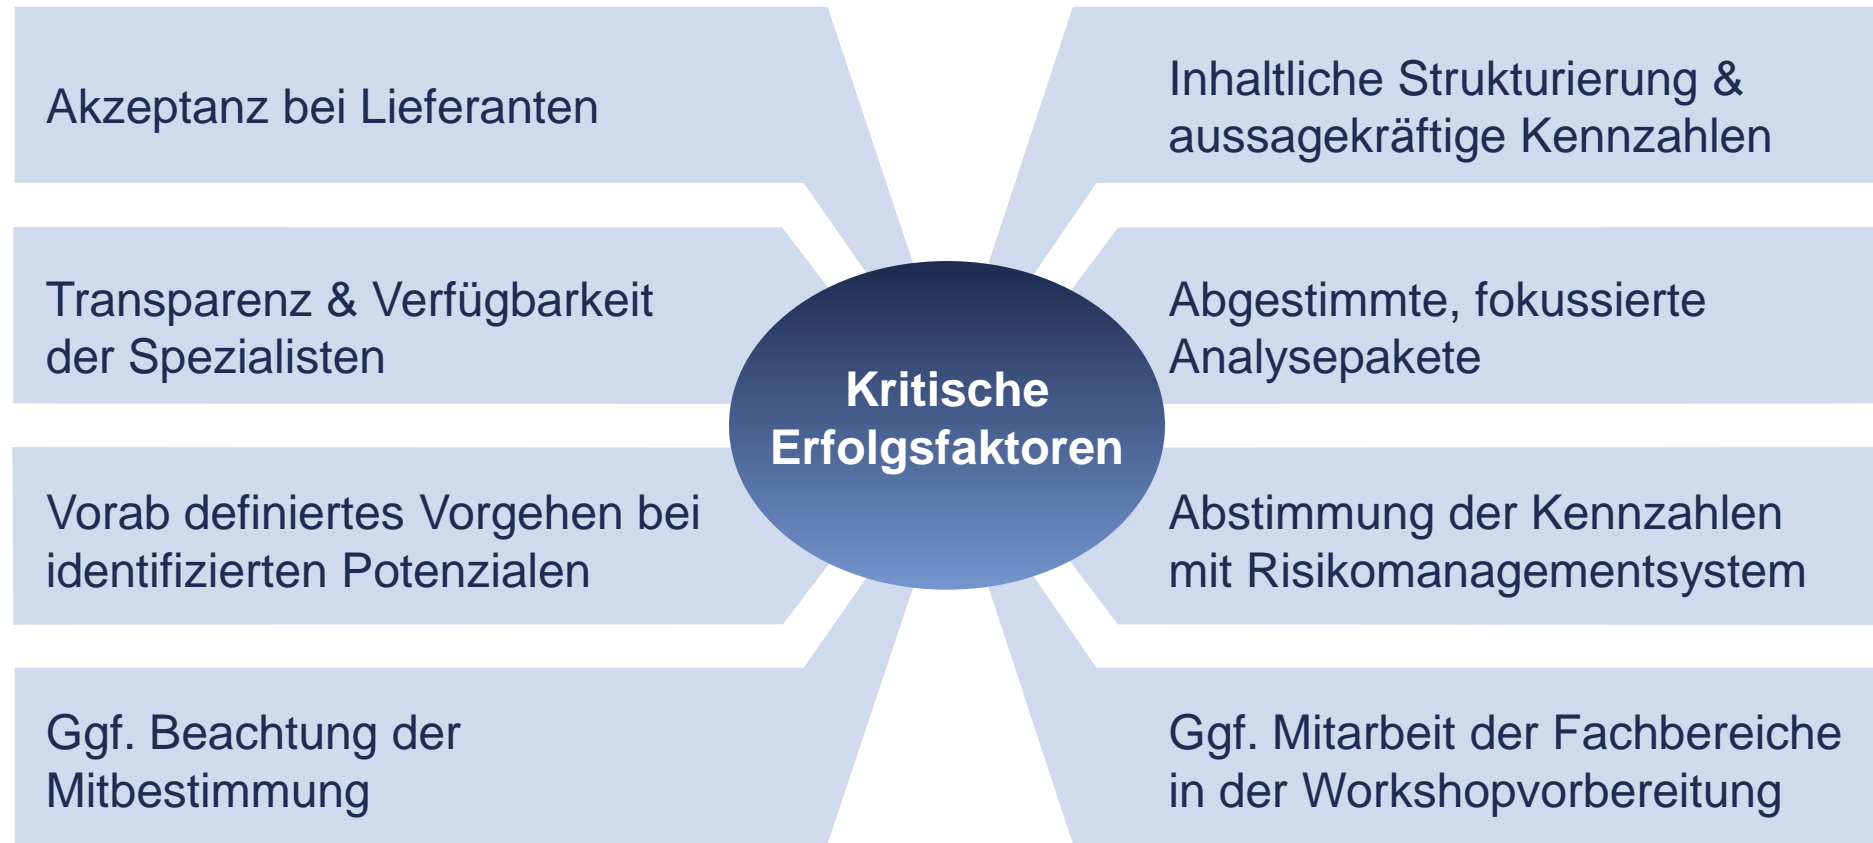 Akzeptanz bei Lieferanten
Transparenz & Verfügbarkeit
der Spezialisten
Vorab definiertes Vorgehen bei
identifizierten Potenzialen
Ggf. Beachtung der
Mitbestimmung
Kritische
Erfolgsfaktoren
Inhaltliche Strukturierung &
aussagekräftige Kennzahlen
Abgestimmte, fokussierte
Analysepakete
Abstimmung der Kennzahlen
mit Risikomanagementsystem
Ggf. Mitarbeit der Fachbereiche
in der Workshopvorbereitung